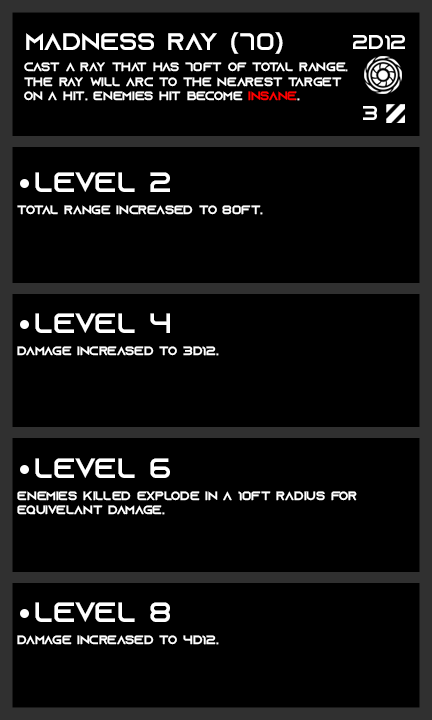 MADNESS RAY (70)
2D12
CAST A RAY THAT HAS 70FT OF TOTAL RANGE.
THE RAY WILL ARC TO THE NEAREST TARGET
ON A HIT. ENEMIES HIT BECOME INSANE.
3
•LEVEL 2
TOTAL RANGE INCREASED TO 80FT.
•LEVEL 4
DAMAGE INCREASED TO 3D12.
•LEVEL 6
ENEMIES KILLED EXPLODE IN A 10FT RADIUS FOR
EQUIVELANT DAMAGE.
•LEVEL 8
DAMAGE INCREASED TO 4D12.